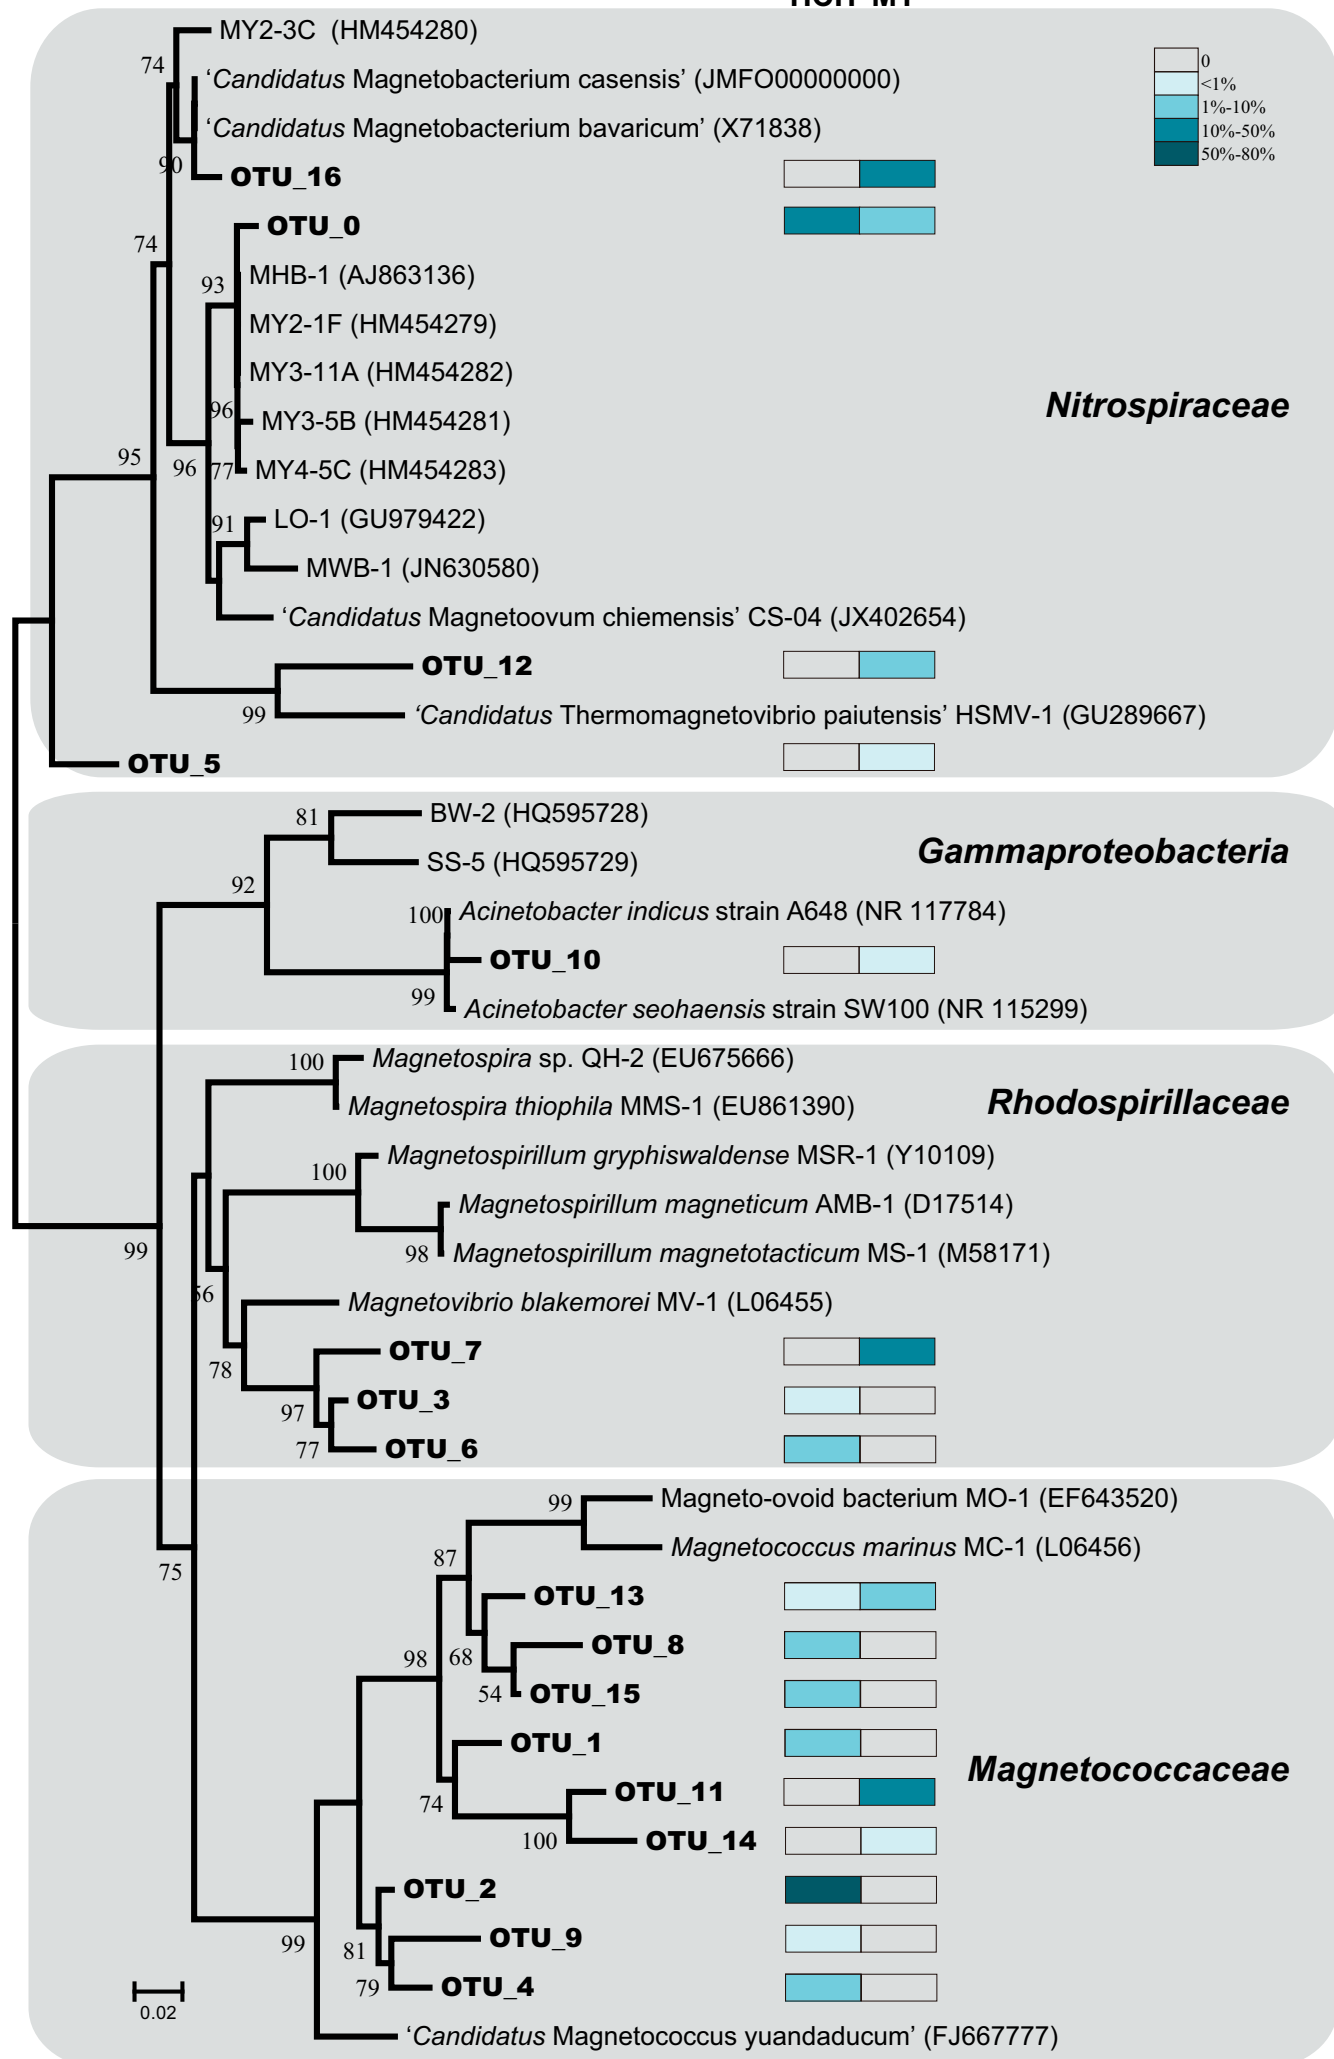 MY2-3C (HM454280)
74
0
<1%
1%-10%
10%-50%
50%-80%
‘Candidatus Magnetobacterium casensis’ (JMFO00000000)
‘Candidatus Magnetobacterium bavaricum’ (X71838)
90
OTU_16
OTU_0
74
MHB-1 (AJ863136)
93
MY2-1F (HM454279)
MY3-11A (HM454282)
Nitrospiraceae
96
MY3-5B (HM454281)
95
96
77
MY4-5C (HM454283)
91
LO-1 (GU979422)
MWB-1 (JN630580)
‘Candidatus Magnetoovum chiemensis’ CS-04 (JX402654)
OTU_12
99
‘Candidatus Thermomagnetovibrio paiutensis’ HSMV-1 (GU289667)
OTU_5
81
BW-2 (HQ595728)
Gammaproteobacteria
SS-5 (HQ595729)
92
100
Acinetobacter indicus strain A648 (NR 117784)
OTU_10
99
Acinetobacter seohaensis strain SW100 (NR 115299)
100
Magnetospira sp. QH-2 (EU675666)
Magnetospira thiophila MMS-1 (EU861390)
Rhodospirillaceae
Magnetospirillum gryphiswaldense MSR-1 (Y10109)
100
Magnetospirillum magneticum AMB-1 (D17514)
99
98
Magnetospirillum magnetotacticum MS-1 (M58171)
56
Magnetovibrio blakemorei MV-1 (L06455)
OTU_7
78
OTU_3
97
77
OTU_6
99
Magneto-ovoid bacterium MO-1 (EF643520)
Magnetococcus marinus MC-1 (L06456)
75
87
OTU_13
98
68
OTU_8
54
OTU_15
OTU_1
Magnetococcaceae
74
OTU_11
100
OTU_14
OTU_2
99
81
OTU_9
79
OTU_4
0.02
‘Candidatus Magnetococcus yuandaducum’ (FJ667777)